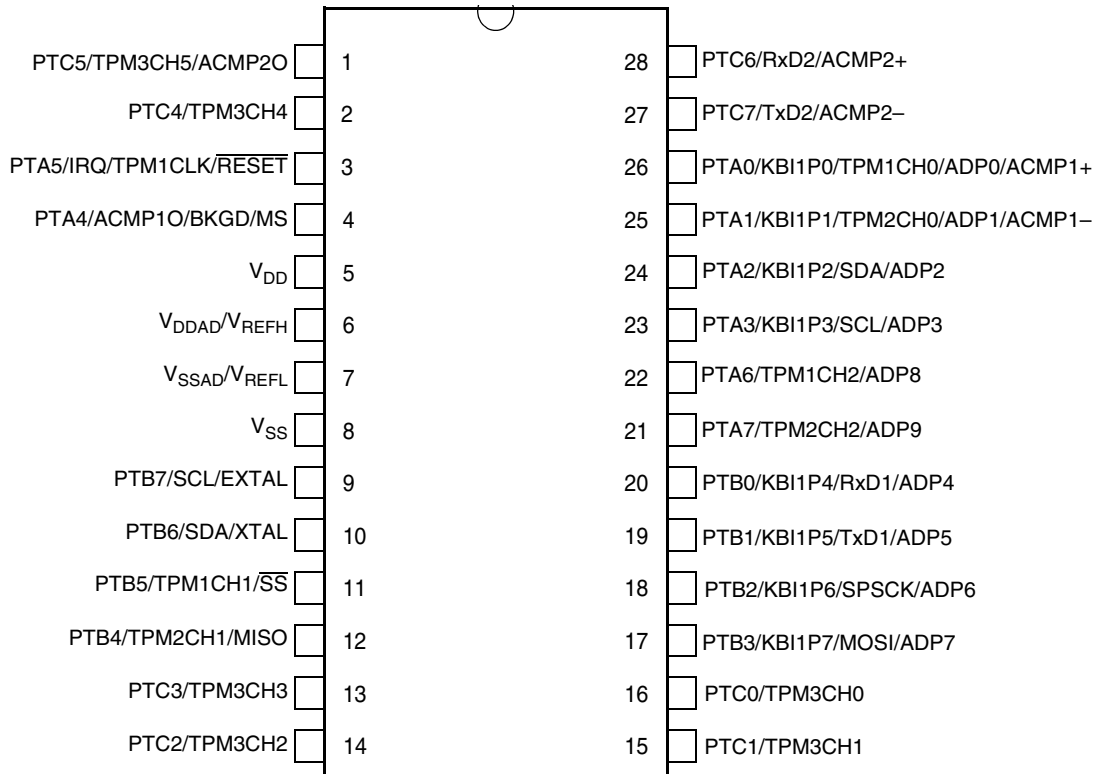 PTC5/TPM3CH5/ACMP2O 1 28 PTC6/RxD2/ACMP2+
PTC4/TPM3CH4 2 27 PTC7/TxD2/ACMP2–
PTA5/IRQ/TPM1CLK/RESET 3 26 PTA0/KBI1P0/TPM1CH0/ADP0/ACMP1+
PTA4/ACMP1O/BKGD/MS 4 25 PTA1/KBI1P1/TPM2CH0/ADP1/ACMP1–
VDD 5 24 PTA2/KBI1P2/SDA/ADP2
VDDAD/VREFH 6 23 PTA3/KBI1P3/SCL/ADP3
VSSAD/VREFL 7 22 PTA6/TPM1CH2/ADP8
VSS 8 21 PTA7/TPM2CH2/ADP9
PTB7/SCL/EXTAL 9 20 PTB0/KBI1P4/RxD1/ADP4
PTB6/SDA/XTAL 10 19 PTB1/KBI1P5/TxD1/ADP5
PTB5/TPM1CH1/SS 11 18 PTB2/KBI1P6/SPSCK/ADP6
PTB4/TPM2CH1/MISO 12 17 PTB3/KBI1P7/MOSI/ADP7
PTC3/TPM3CH3 13 16 PTC0/TPM3CH0
PTC2/TPM3CH2 14 15 PTC1/TPM3CH1